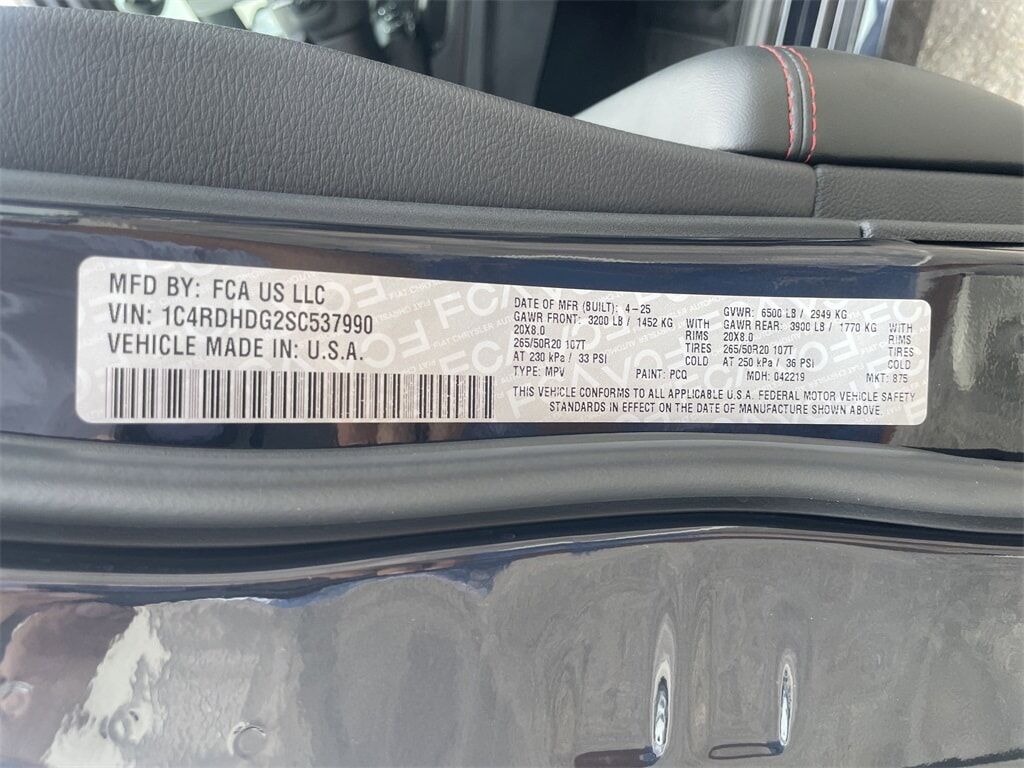 MFD BY: FCA US LLC
VIN: 1C4RDHDG2SC537990
VEHICLE MADE IN: U.S.A.
DATE OF MFR (BUILT): 4-25
GAWR FRONT: 3200 LB / 1452 KG WITH
20X8.0 RIMS
265/50R20 107T TIRES
AT 230 kPa / 33 PSI COLD
TYPE: MPV PAINT: PCQ
GVWR: 6500 LB / 2949 KG
GAWR REAR: 3900 LB / 1770 KG WITH
20X8.0 RIMS
265/50R20 107T TIRES
AT 250 kPa / 36 PSI COLD
MDH: 042219 MKT: 875
THIS VEHICLE CONFORMS TO ALL APPLICABLE U.S.A. FEDERAL MOTOR VEHICLE SAFETY
STANDARDS IN EFFECT ON THE DATE OF MANUFACTURE SHOWN ABOVE.